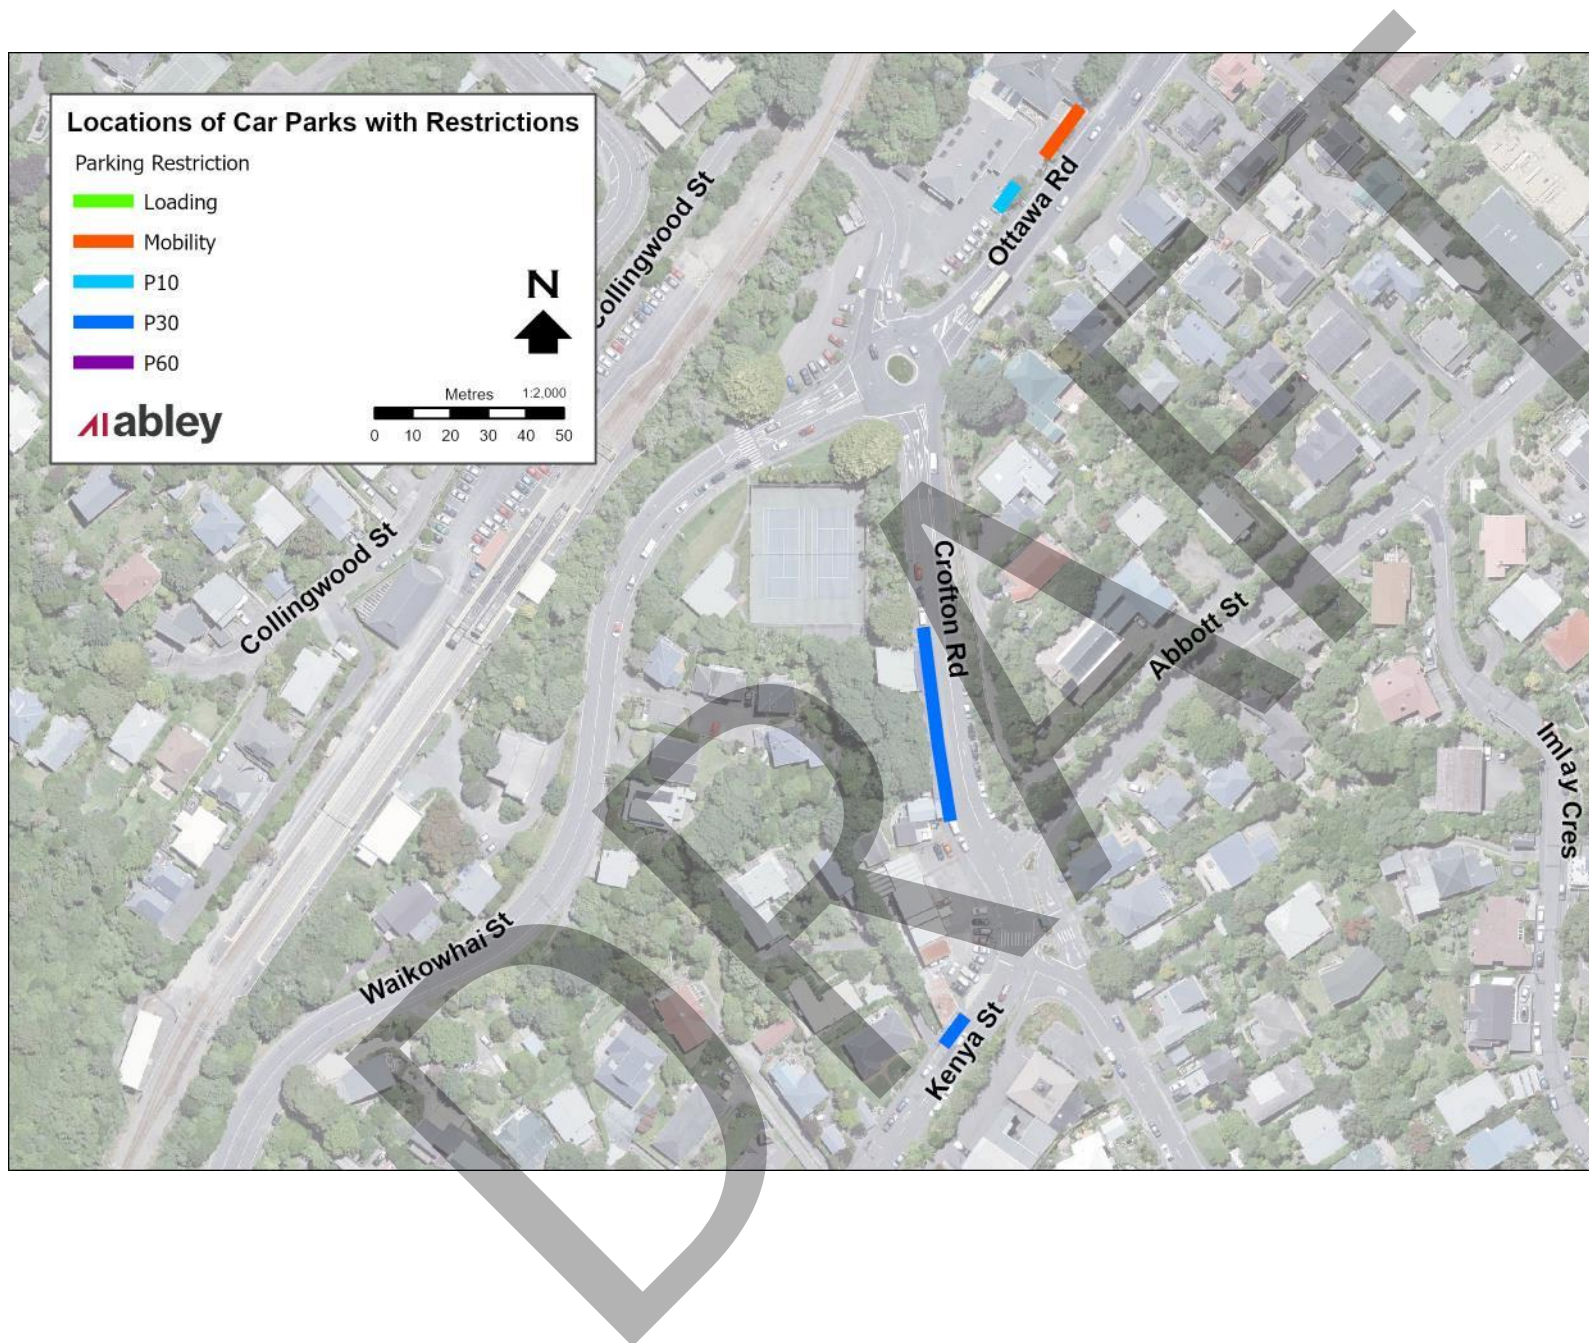 Locations of Car Parks with Restrictions
Parking Restriction
Loading
Mobility
P10
P30
P60
N
Metres 1:2,000
0 10 20 30 40 50
abley
Collingwood St
Ottawa Rd
Collingwood St
Crofton Rd
Abbott St
Imlay Cres
Waikowhai St
Kenya St
DRAFT